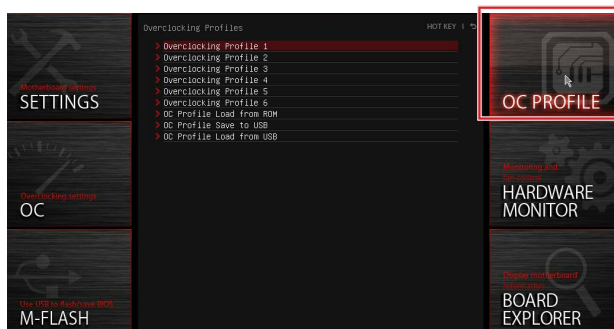 Overclocking Profiles
HOT KEY |
> Overclocking Profile 1
> Overclocking Profile 2
> Overclocking Profile 3
> Overclocking Profile 4
> Overclocking Profile 5
> Overclocking Profile 6
> OC Profile Load from ROM
> OC Profile Save to USB
> OC Profile Load from USB
Motherboard settings
SETTINGS
Overclocking settings
OC
Use USB to flash/save BIOS
M-FLASH
OC PROFILE
Monitoring and
fan control
HARDWARE
MONITOR
Display motherboard
BOARD
EXPLORER